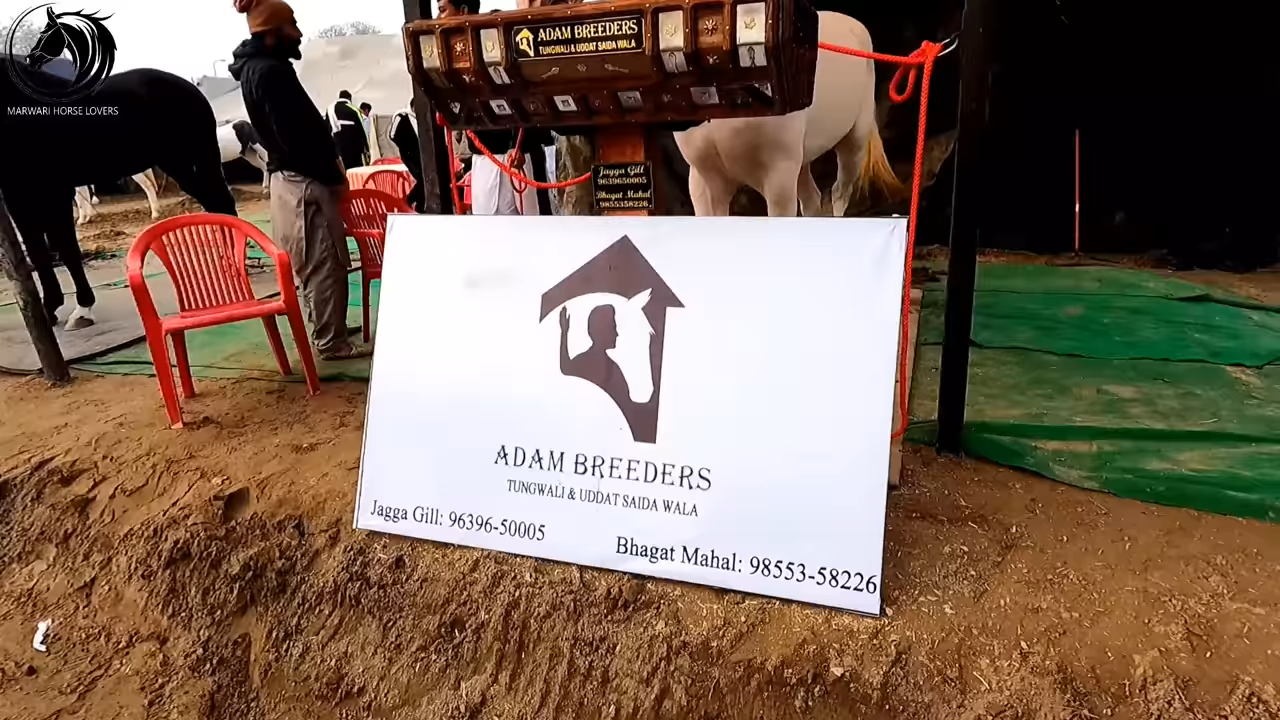 MARWARI HORSE LOVERS
ADAM BREEDERS
TUNGWALI & UDDAT SAIDA WALA
Jagga Gill
9639650005
Bhagat Mahal
9855358226
ADAM BREEDERS
TUNGWALI & UDDAT SAIDA WALA
Jagga Gill: 96396-50005
Bhagat Mahal: 98553-58226